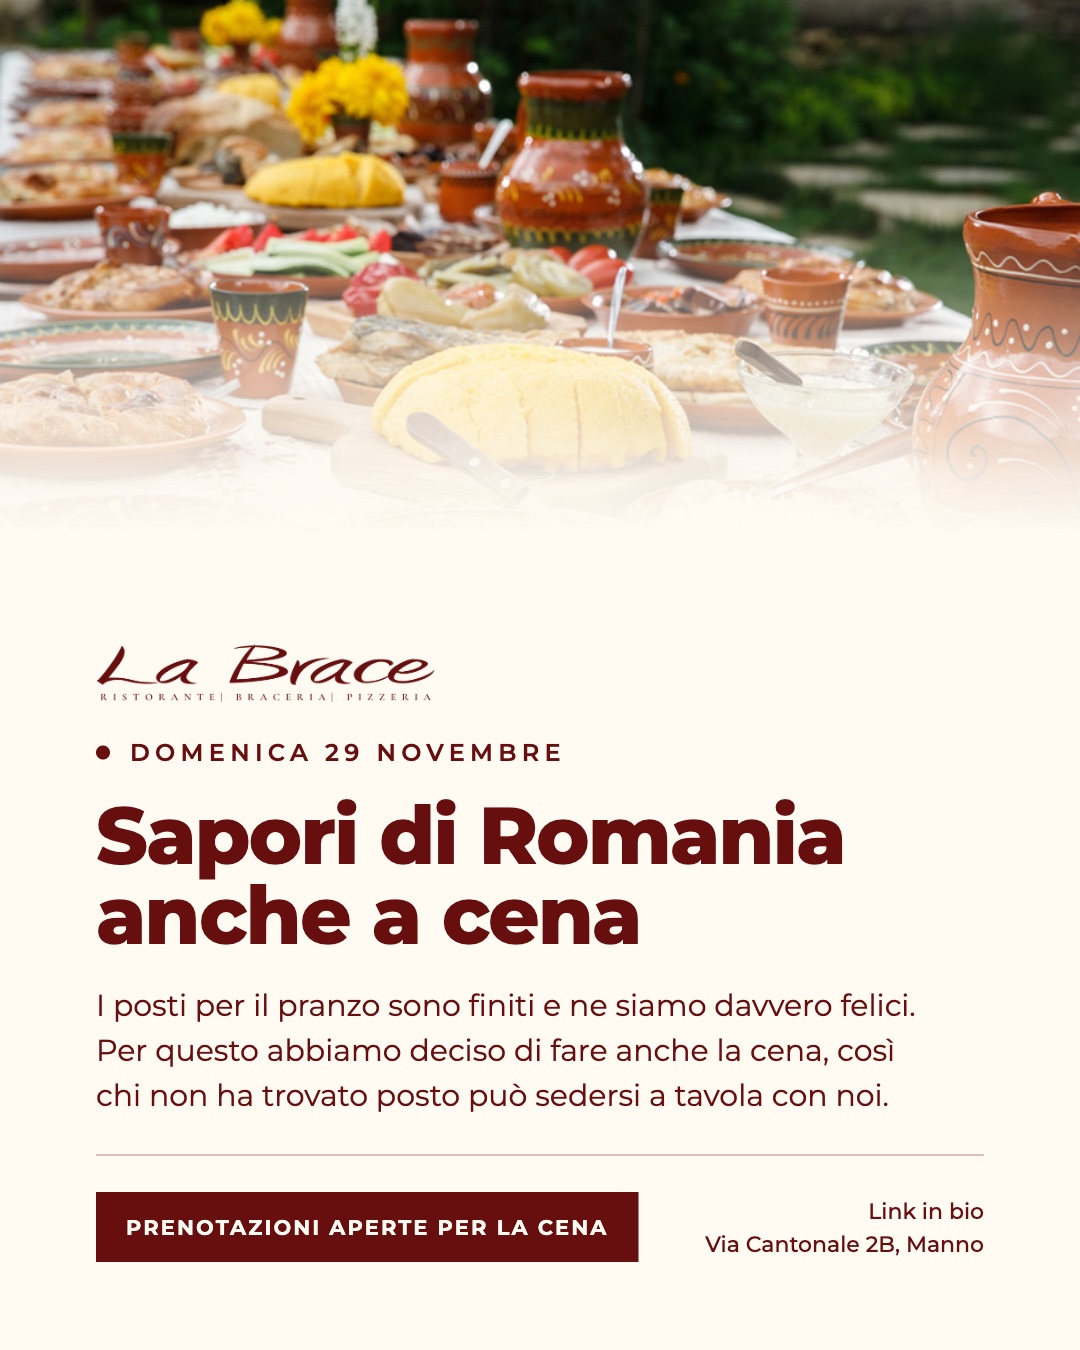 La Brace
RISTORANTE| BRACERIA| PIZZERIA
DOMENICA 29 NOVEMBRE
Sapori di Romania
anche a cena
I posti per il pranzo sono finiti e ne siamo davvero felici.
Per questo abbiamo deciso di fare anche la cena, così
chi non ha trovato posto può sedersi a tavola con noi.
PRENOTAZIONI APERTE PER LA CENA
Link in bio
Via Cantonale 2B, Manno